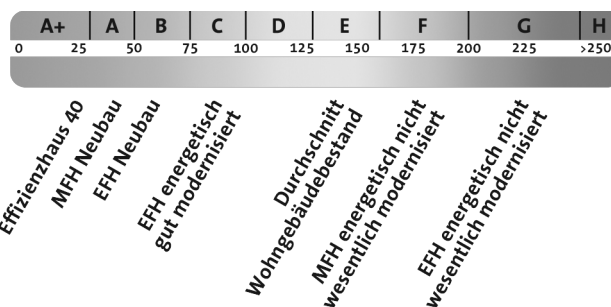 A+ A B C D E F G H
0 25 50 75 100 125 150 175 200 225 >250
Effizienzhaus 40
MFH Neubau
EFH Neubau
EFH energetisch
gut modernisiert
Durchschnitt
Wohngebäudebestand
MFH energetisch nicht
wesentlich modernisiert
EFH energetisch nicht
wesentlich modernisiert